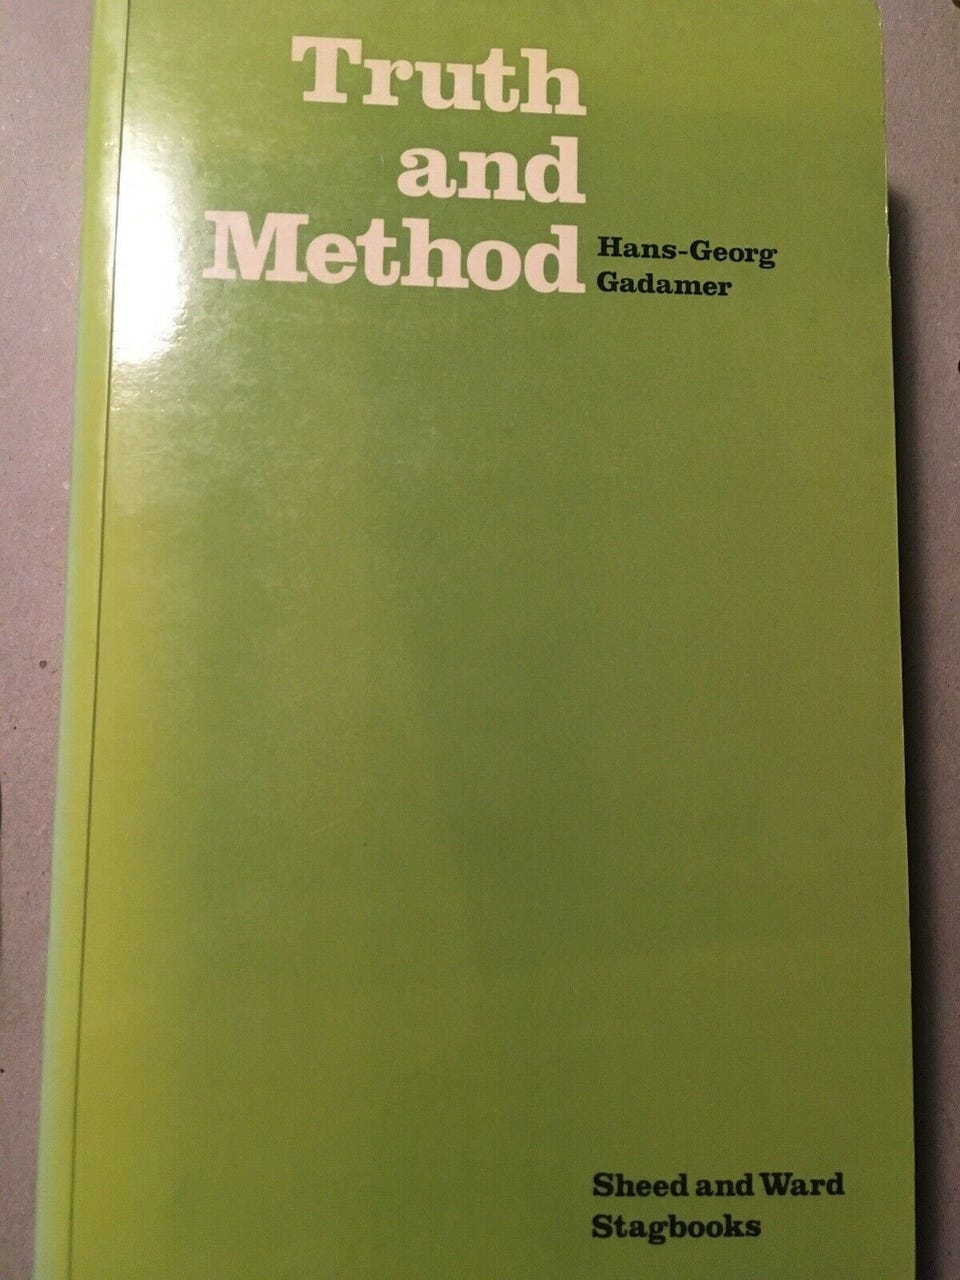 Truth
and
Method
Hans-Georg
Gadamer
Sheed and Ward
Stagbooks